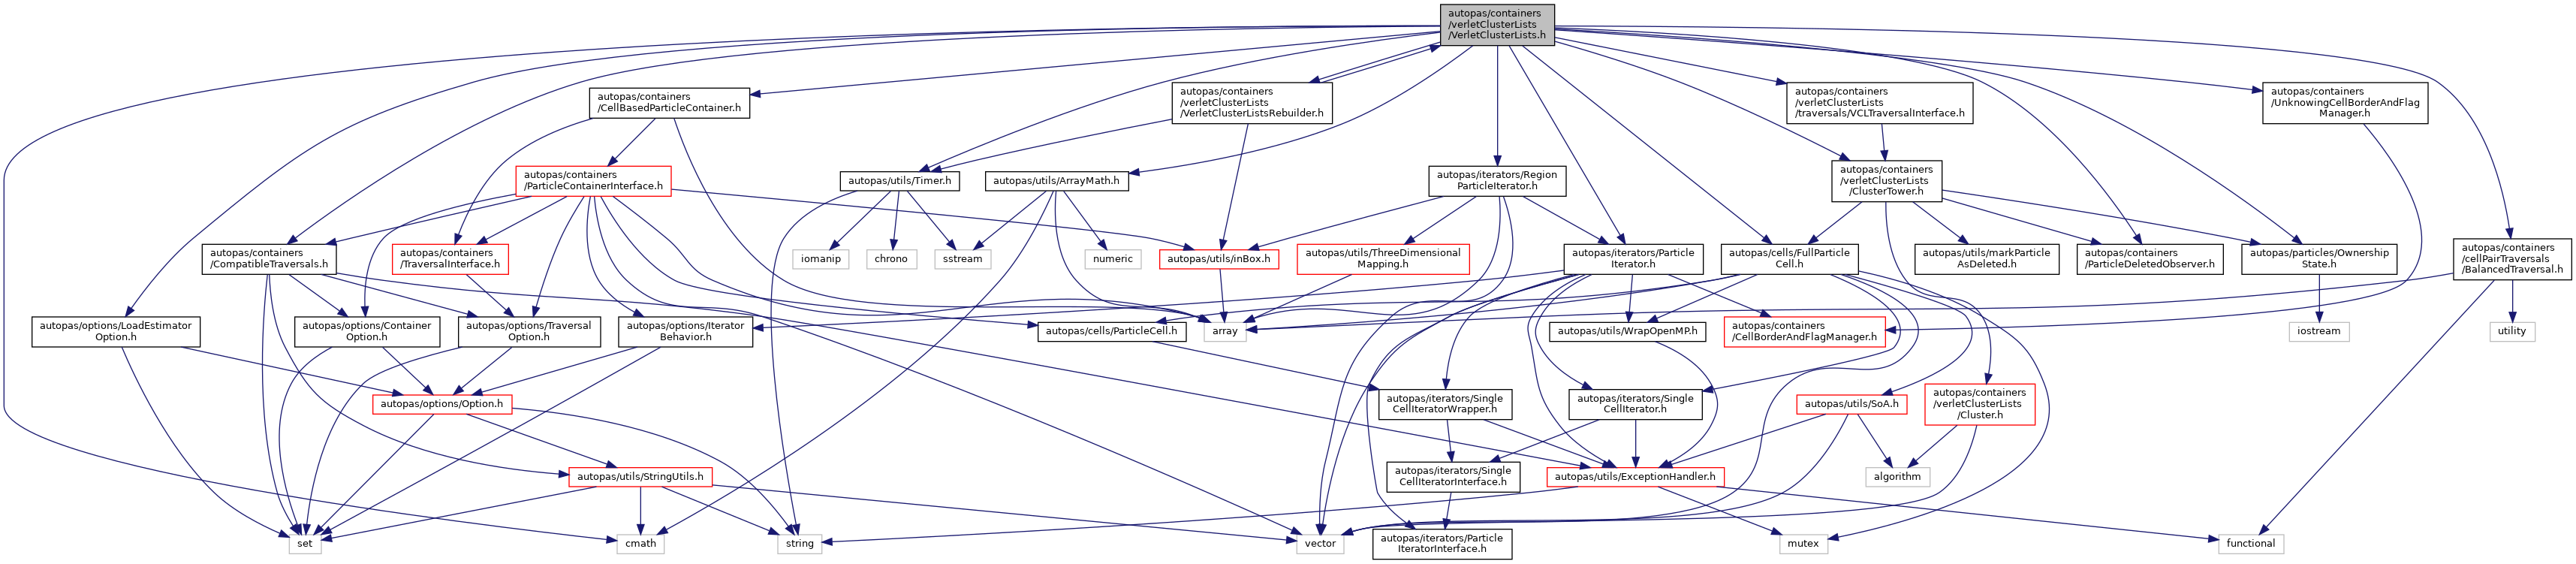 autopas/containers
/verletClusterLists
/VerletClusterLists.h
autopas/containers
/CellBasedParticleContainer.h
autopas/containers
/verletClusterLists
/VerletClusterListsRebuilder.h
autopas/containers
/verletClusterLists
/traversals/VCLTraversalInterface.h
autopas/containers
/UnknowingCellBorderAndFlag
Manager.h
autopas/containers
/ParticleContainerInterface.h
autopas/utils/Timer.h
autopas/utils/ArrayMath.h
autopas/iterators/Region
ParticleIterator.h
autopas/containers
/verletClusterLists
/ClusterTower.h
autopas/containers
/CompatibleTraversals.h
autopas/containers
/TraversalInterface.h
iomanip
chrono
sstream
numeric
autopas/utils/inBox.h
autopas/utils/ThreeDimensional
Mapping.h
autopas/iterators/Particle
Iterator.h
autopas/cells/FullParticle
Cell.h
autopas/utils/markParticle
AsDeleted.h
autopas/containers
/ParticleDeletedObserver.h
autopas/particles/Ownership
State.h
autopas/containers
/cellPairTraversals
/BalancedTraversal.h
autopas/options/LoadEstimator
Option.h
autopas/options/Container
Option.h
autopas/options/Traversal
Option.h
autopas/options/Iterator
Behavior.h
autopas/cells/ParticleCell.h
array
autopas/utils/WrapOpenMP.h
autopas/containers
/CellBorderAndFlagManager.h
iostream
utility
autopas/options/Option.h
autopas/iterators/Single
CellIteratorWrapper.h
autopas/iterators/Single
CellIterator.h
autopas/utils/SoA.h
autopas/containers
/verletClusterLists
/Cluster.h
autopas/utils/StringUtils.h
autopas/iterators/Single
CellIteratorInterface.h
autopas/utils/ExceptionHandler.h
algorithm
set
cmath
string
vector
autopas/iterators/Particle
IteratorInterface.h
mutex
functional